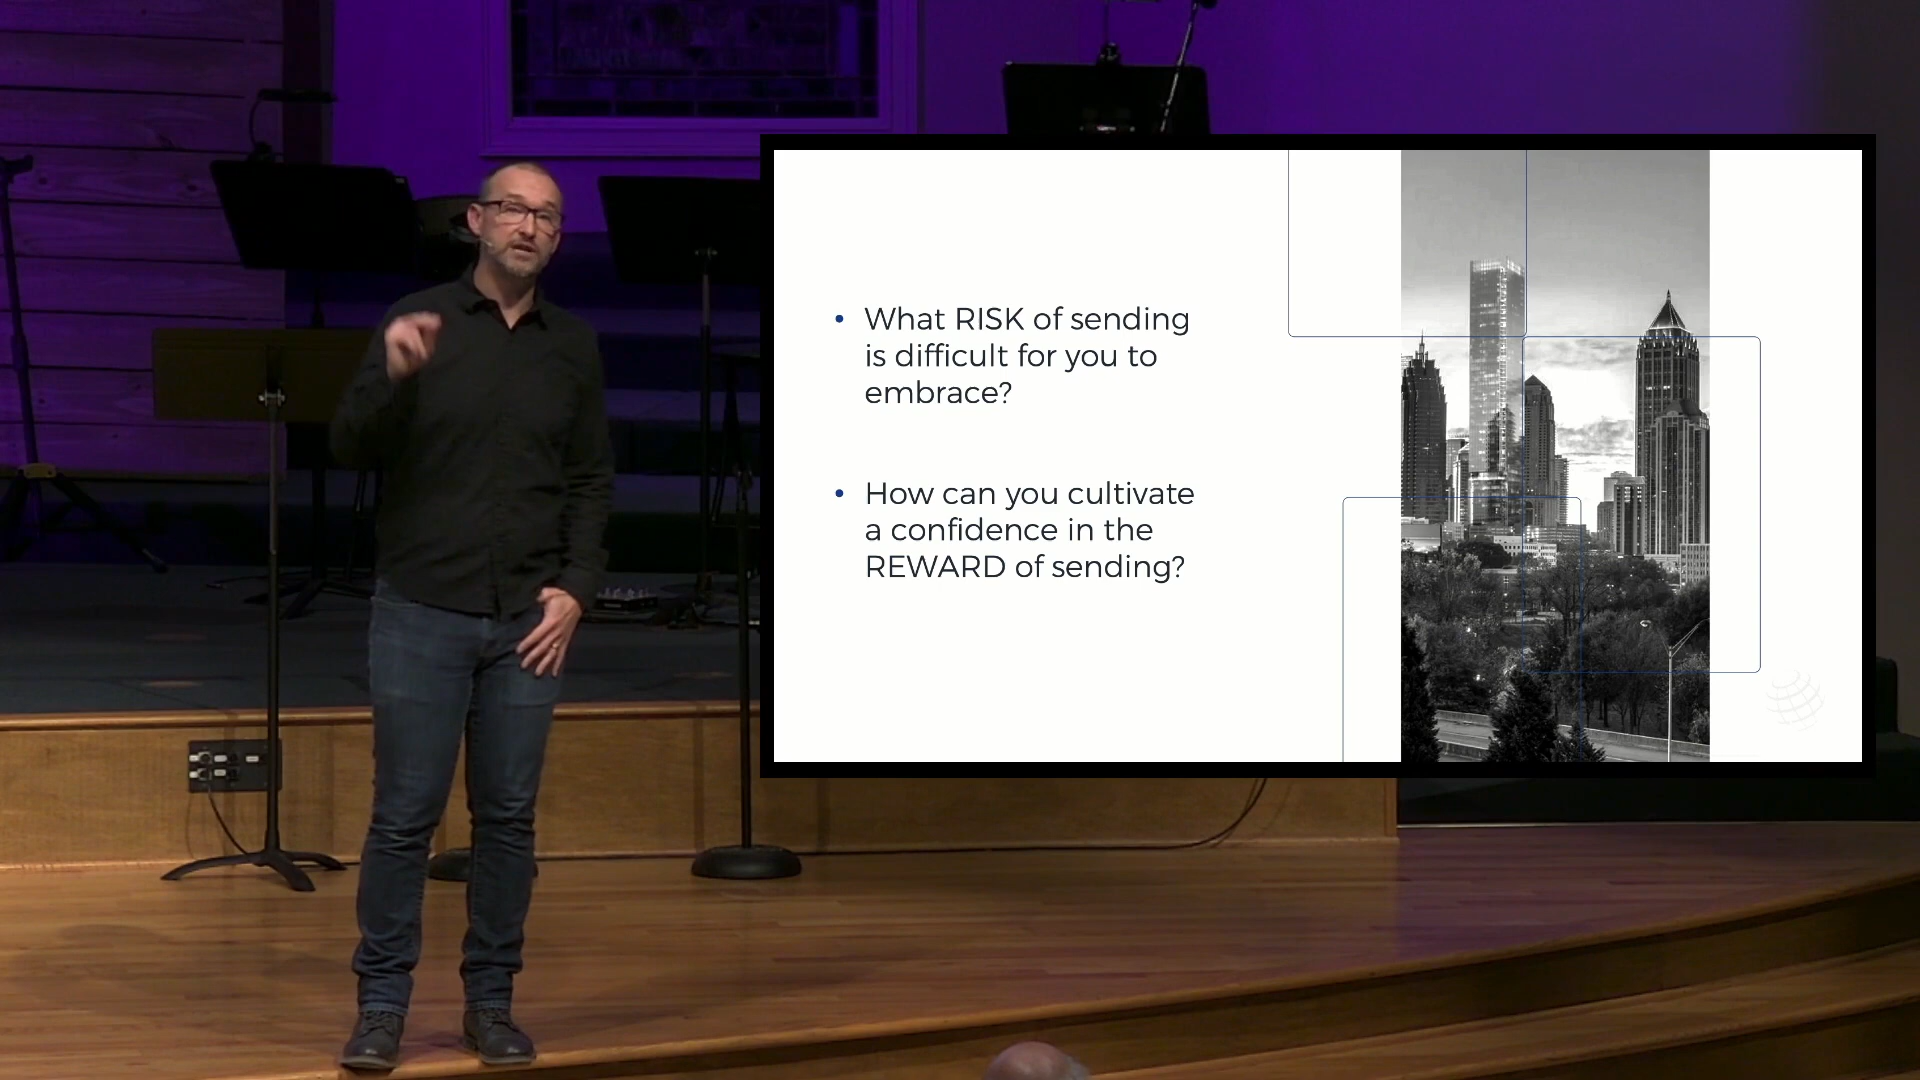 • What RISK of sending
is difficult for you to
embrace?
• How can you cultivate
a confidence in the
REWARD of sending?